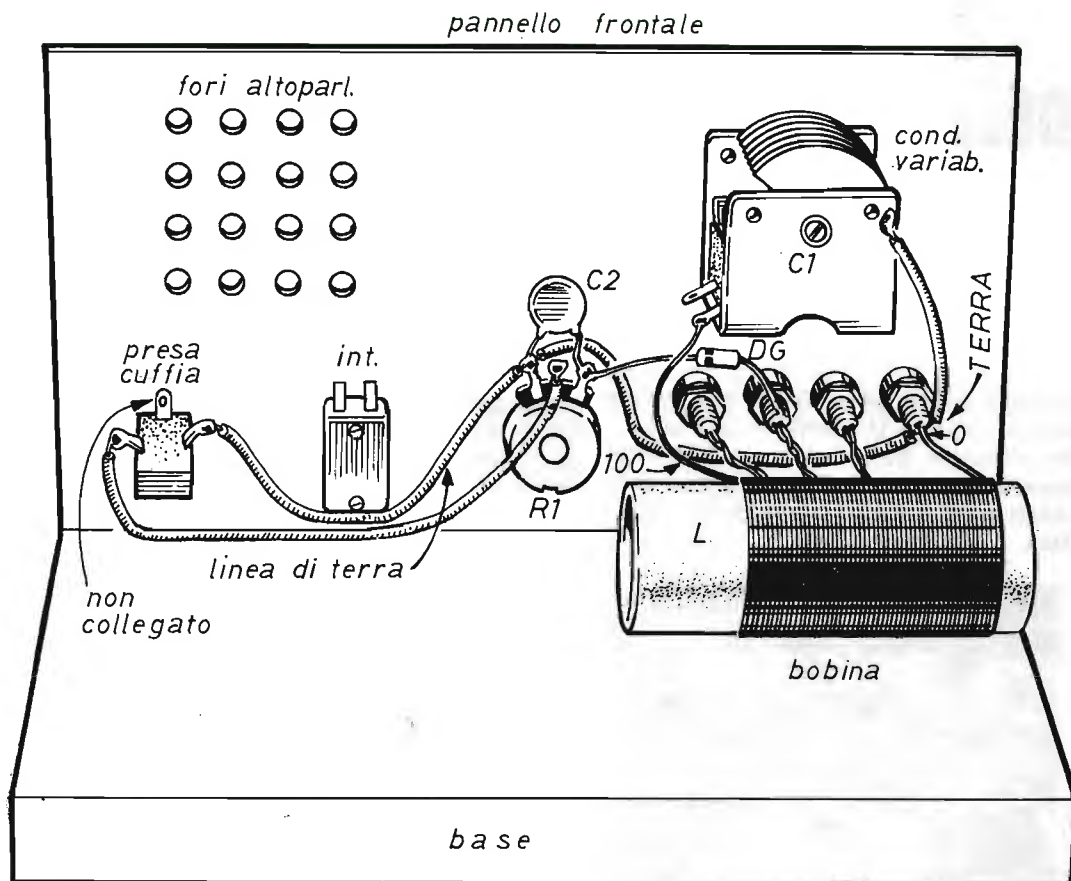 pannello frontale
fori altoparl.
cond.
variab.
C1
C2
TERRA
presa
cuffia
int.
DG
0
100
R1
L
linea di terra
non
collegato
bobina
base